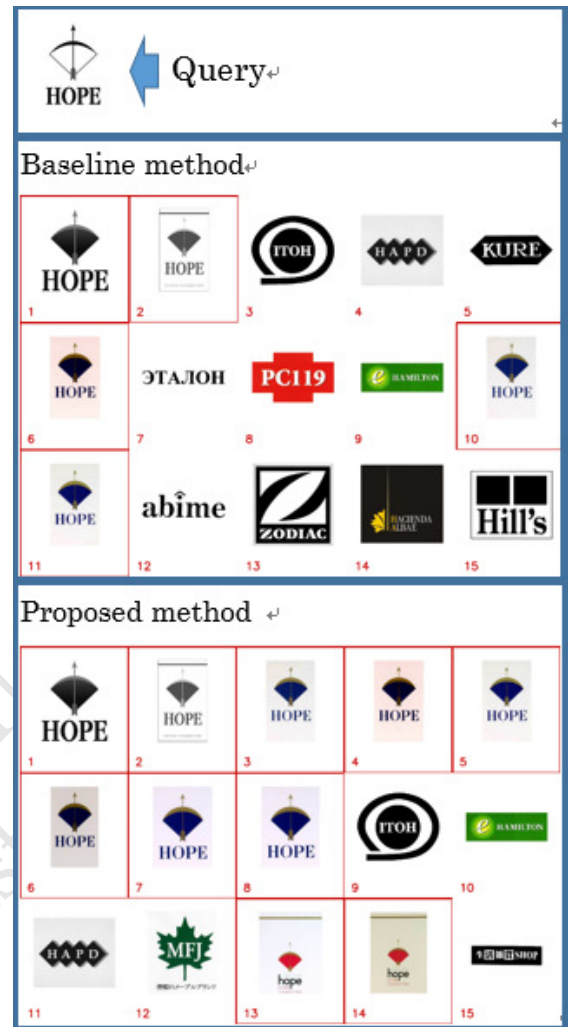 HOPE
Query
Baseline method
HOPE HOPE ITOH HAPD KURE
1 2 3 4 5
HOPE ЭТАЛОН PC119 e HAMILTON HOPE
6 7 8 9 10
HOPE abîme ZODIAC HACIENDA ALBAE Hill's
11 12 13 14 15
Proposed method
HOPE HOPE HOPE HOPE HOPE
1 2 3 4 5
HOPE HOPE HOPE ITOH e HAMILTON
6 7 8 9 10
HAPD MFJ hope hope SHOP
11 12 13 14 15